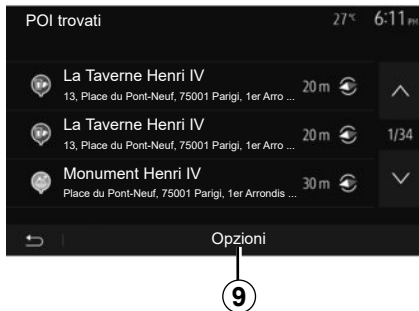 POI trovati 27°C 6:11 PM
La Taverne Henri IV
13, Place du Pont-Neuf, 75001 Parigi, 1er Arro ... 20 m
La Taverne Henri IV
13, Place du Pont-Neuf, 75001 Parigi, 1er Arro ... 20 m
1/34
Monument Henri IV
Place du Pont-Neuf, 75001 Parigi, 1er Arrondis ... 30 m
Opzioni
9